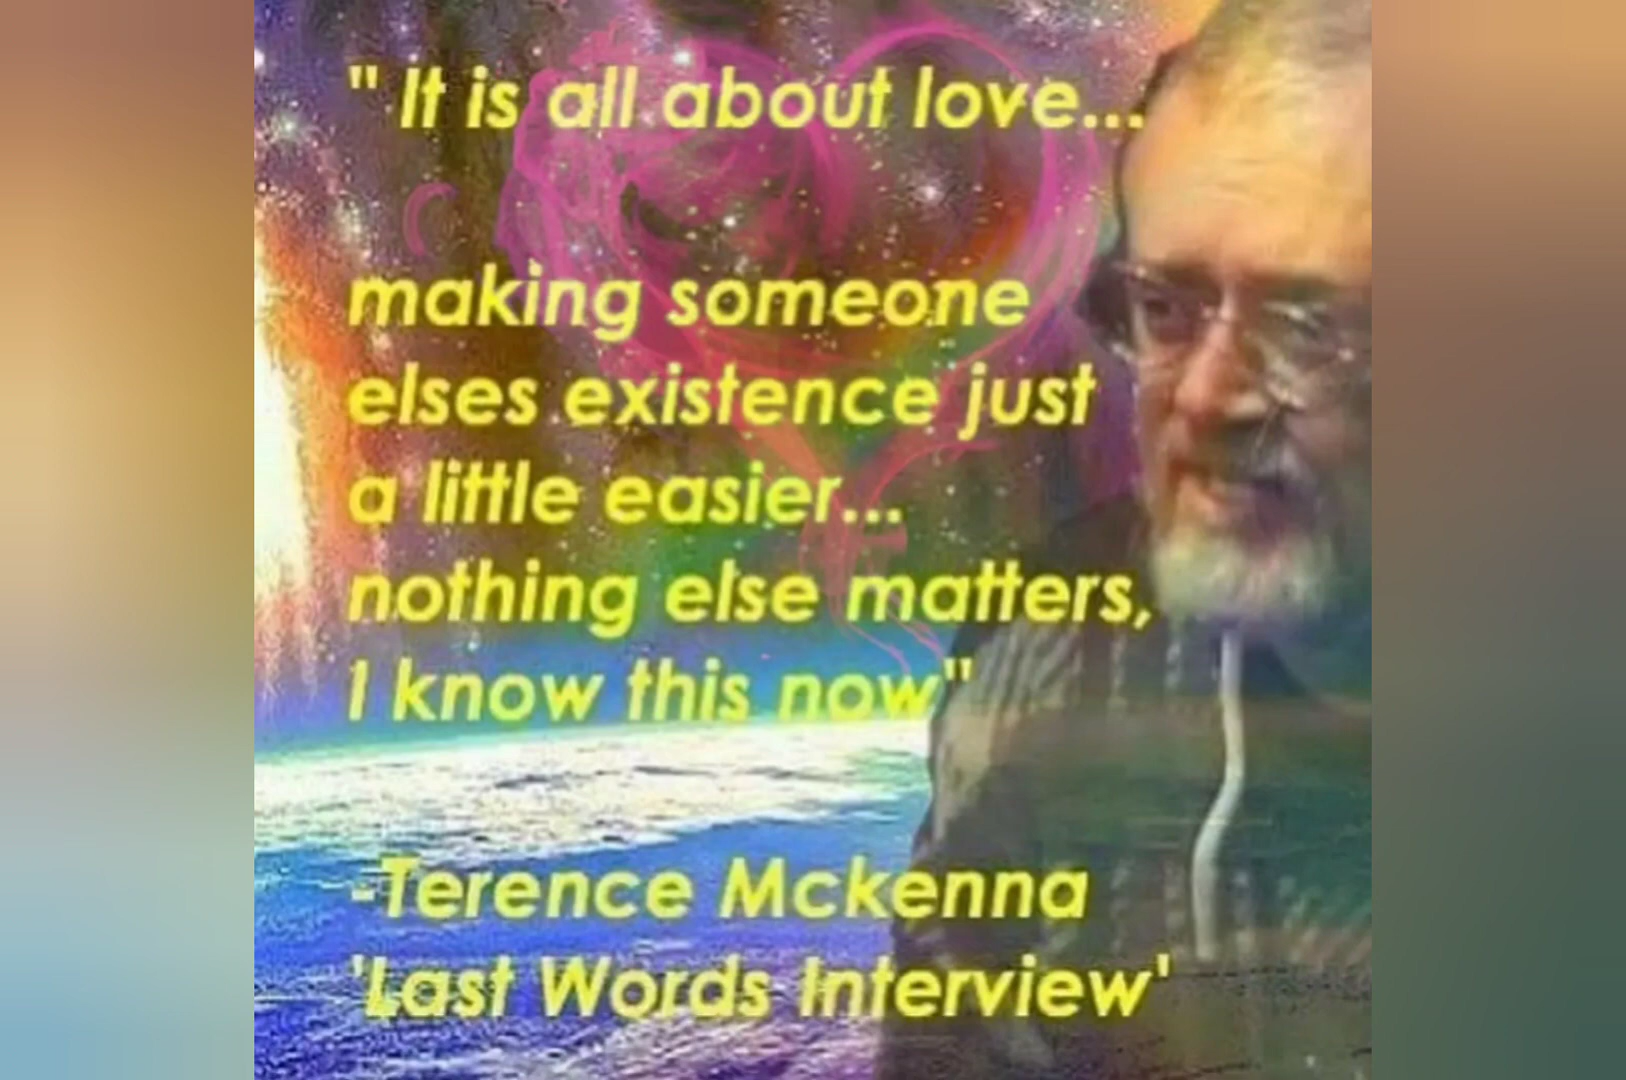 " It is all about love...
making someone
elses existence just
a little easier...
nothing else matters,
I know this now"
-Terence Mckenna
'Last Words Interview'